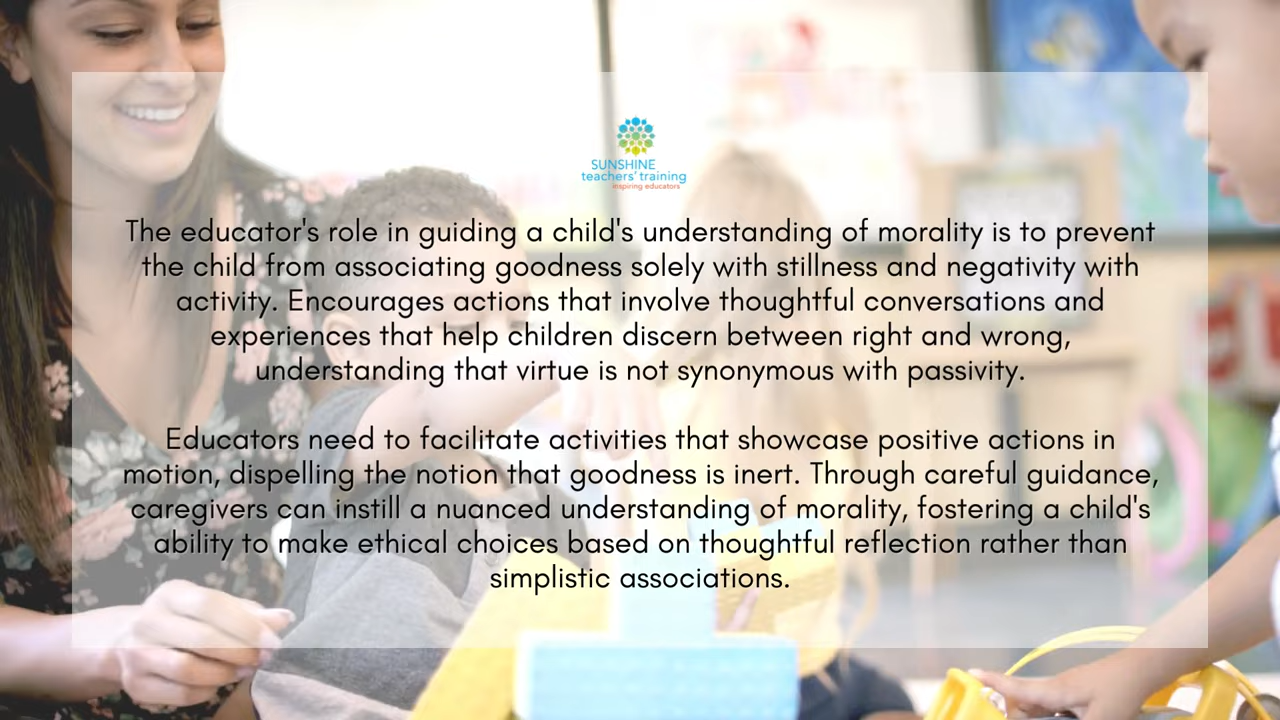 SUNSHINE
teachers' training
inspiring educators
The educator's role in guiding a child's understanding of morality is to prevent
the child from associating goodness solely with stillness and negativity with
activity. Encourages actions that involve thoughtful conversations and
experiences that help children discern between right and wrong,
understanding that virtue is not synonymous with passivity.
Educators need to facilitate activities that showcase positive actions in
motion, dispelling the notion that goodness is inert. Through careful guidance,
caregivers can instill a nuanced understanding of morality, fostering a child's
ability to make ethical choices based on thoughtful reflection rather than
simplistic associations.